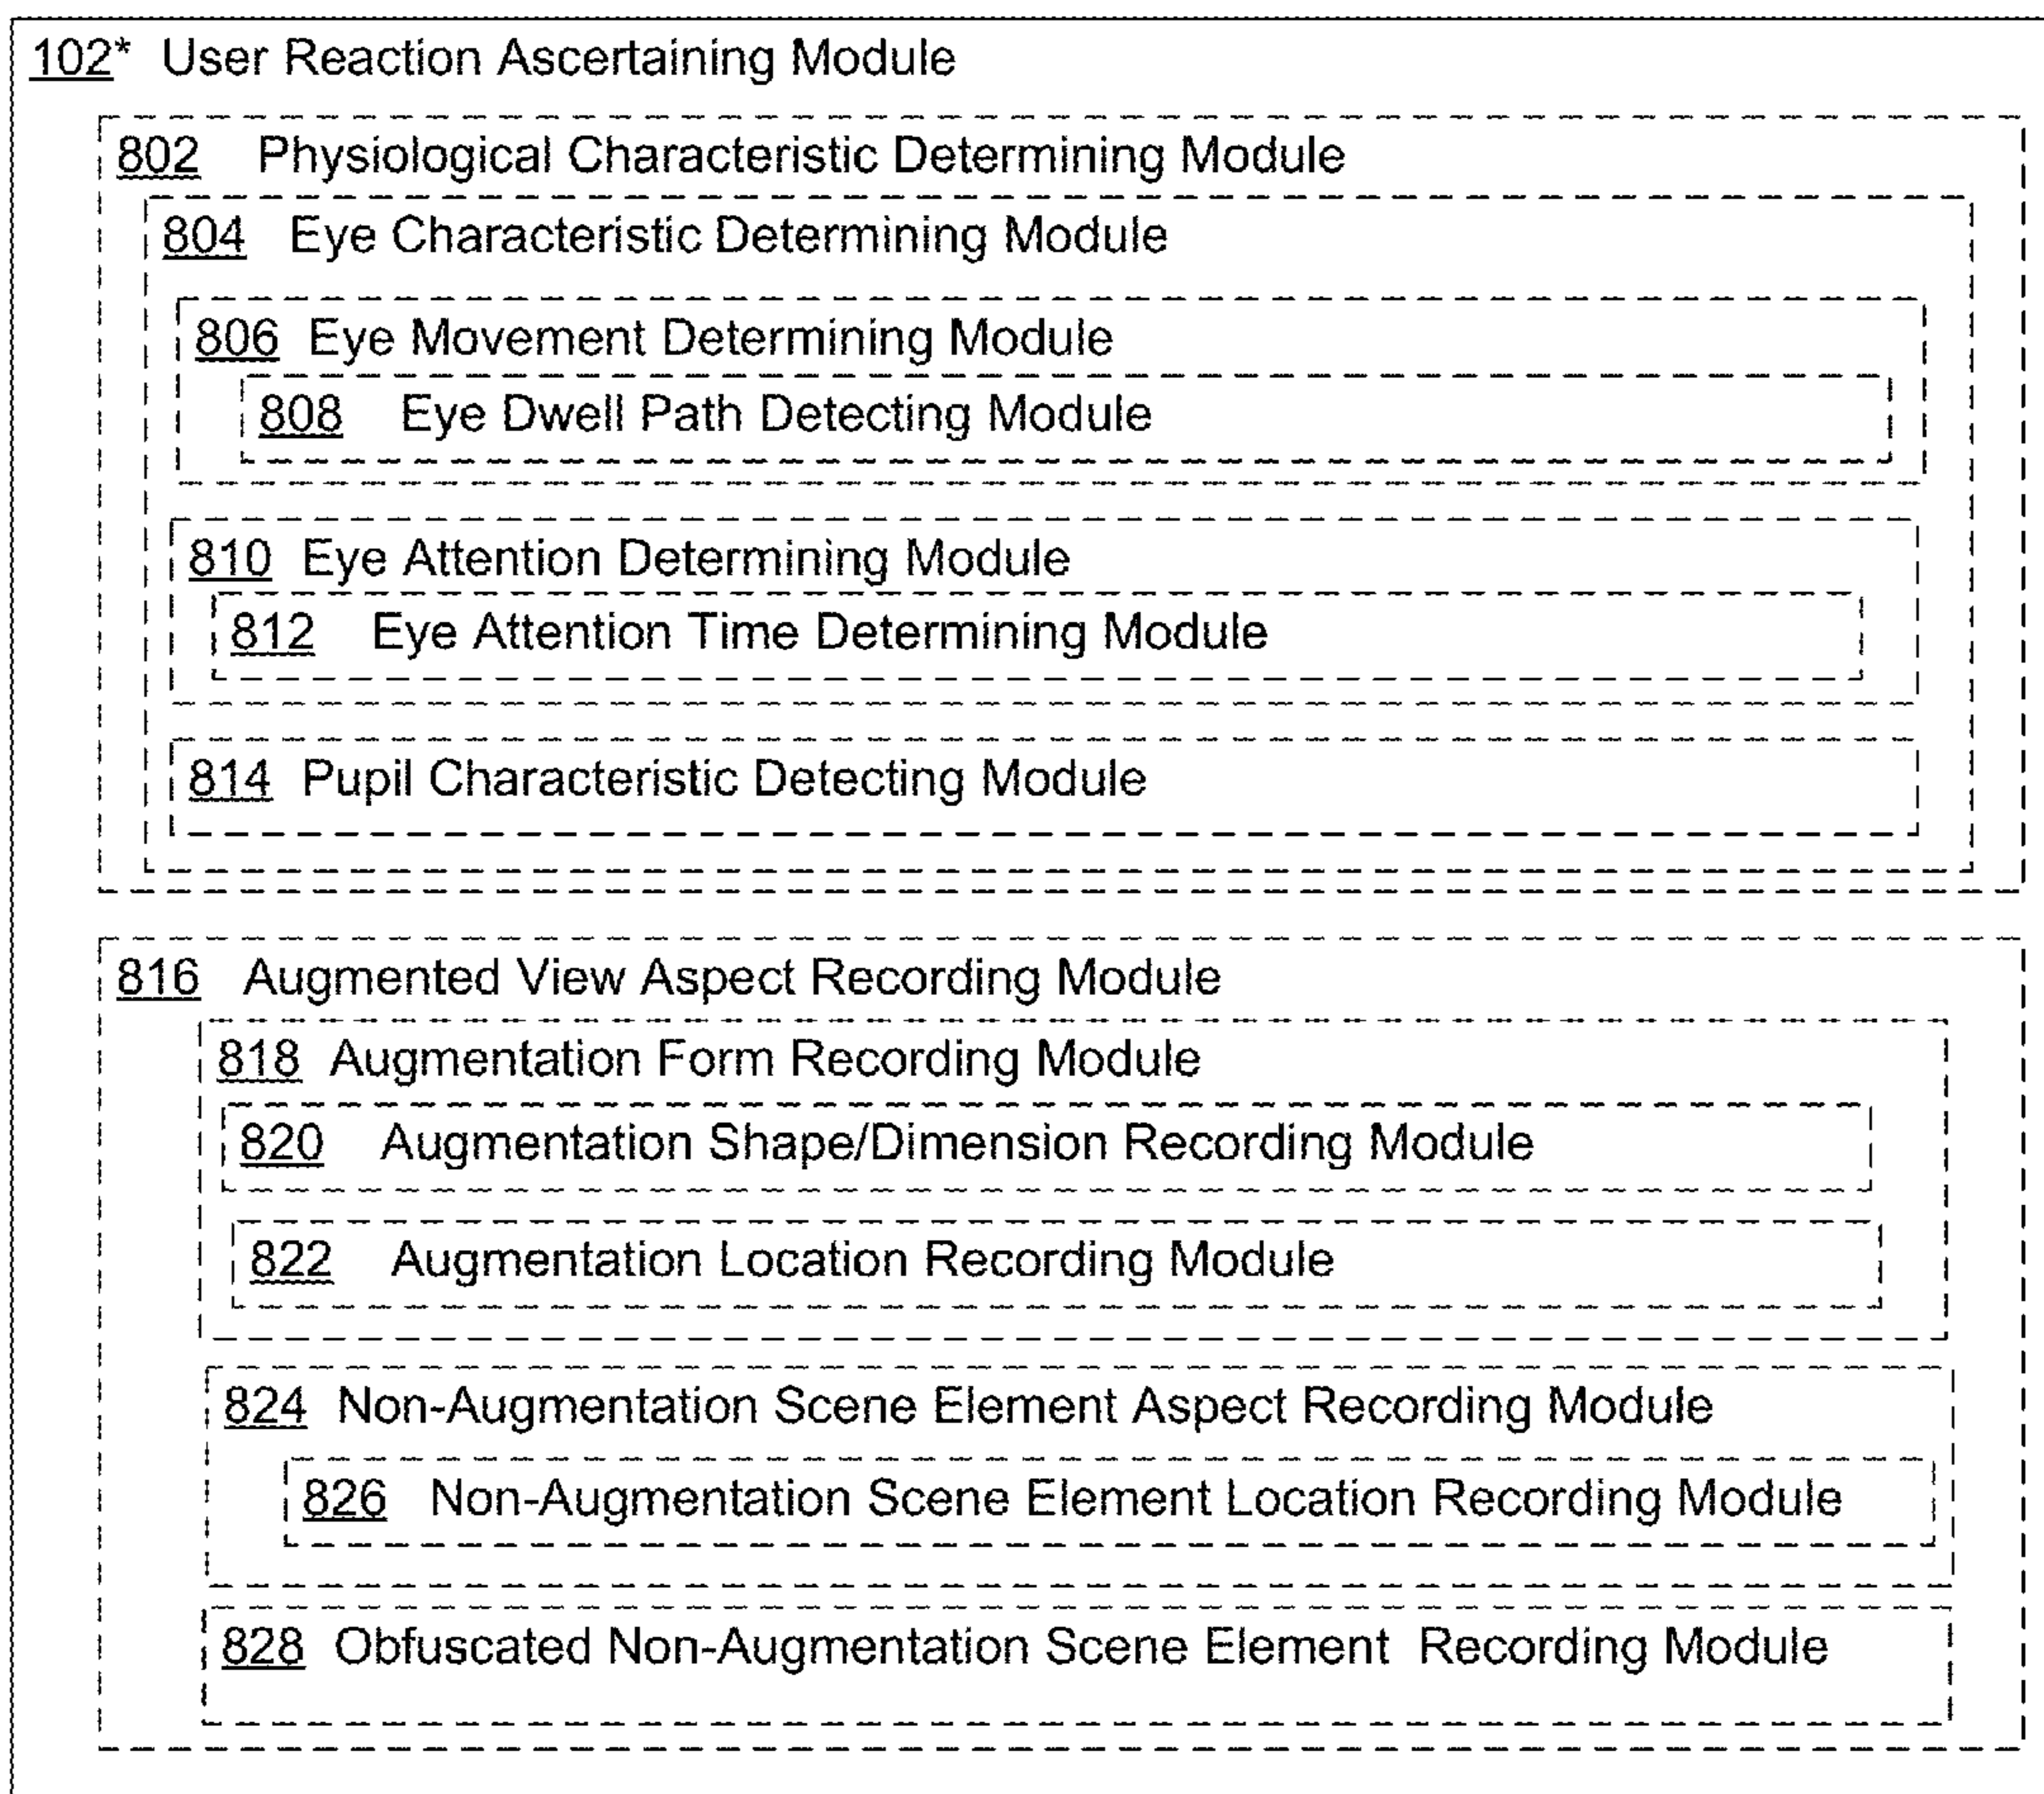 102* User Reaction Ascertaining Module
802 Physiological Characteristic Determining Module
804 Eye Characteristic Determining Module
806 Eye Movement Determining Module
808 Eye Dwell Path Detecting Module
810 Eye Attention Determining Module
812 Eye Attention Time Determining Module
814 Pupil Characteristic Detecting Module
816 Augmented View Aspect Recording Module
818 Augmentation Form Recording Module
820 Augmentation Shape/Dimension Recording Module
822 Augmentation Location Recording Module
824 Non-Augmentation Scene Element Aspect Recording Module
826 Non-Augmentation Scene Element Location Recording Module
828 Obfuscated Non-Augmentation Scene Element Recording Module